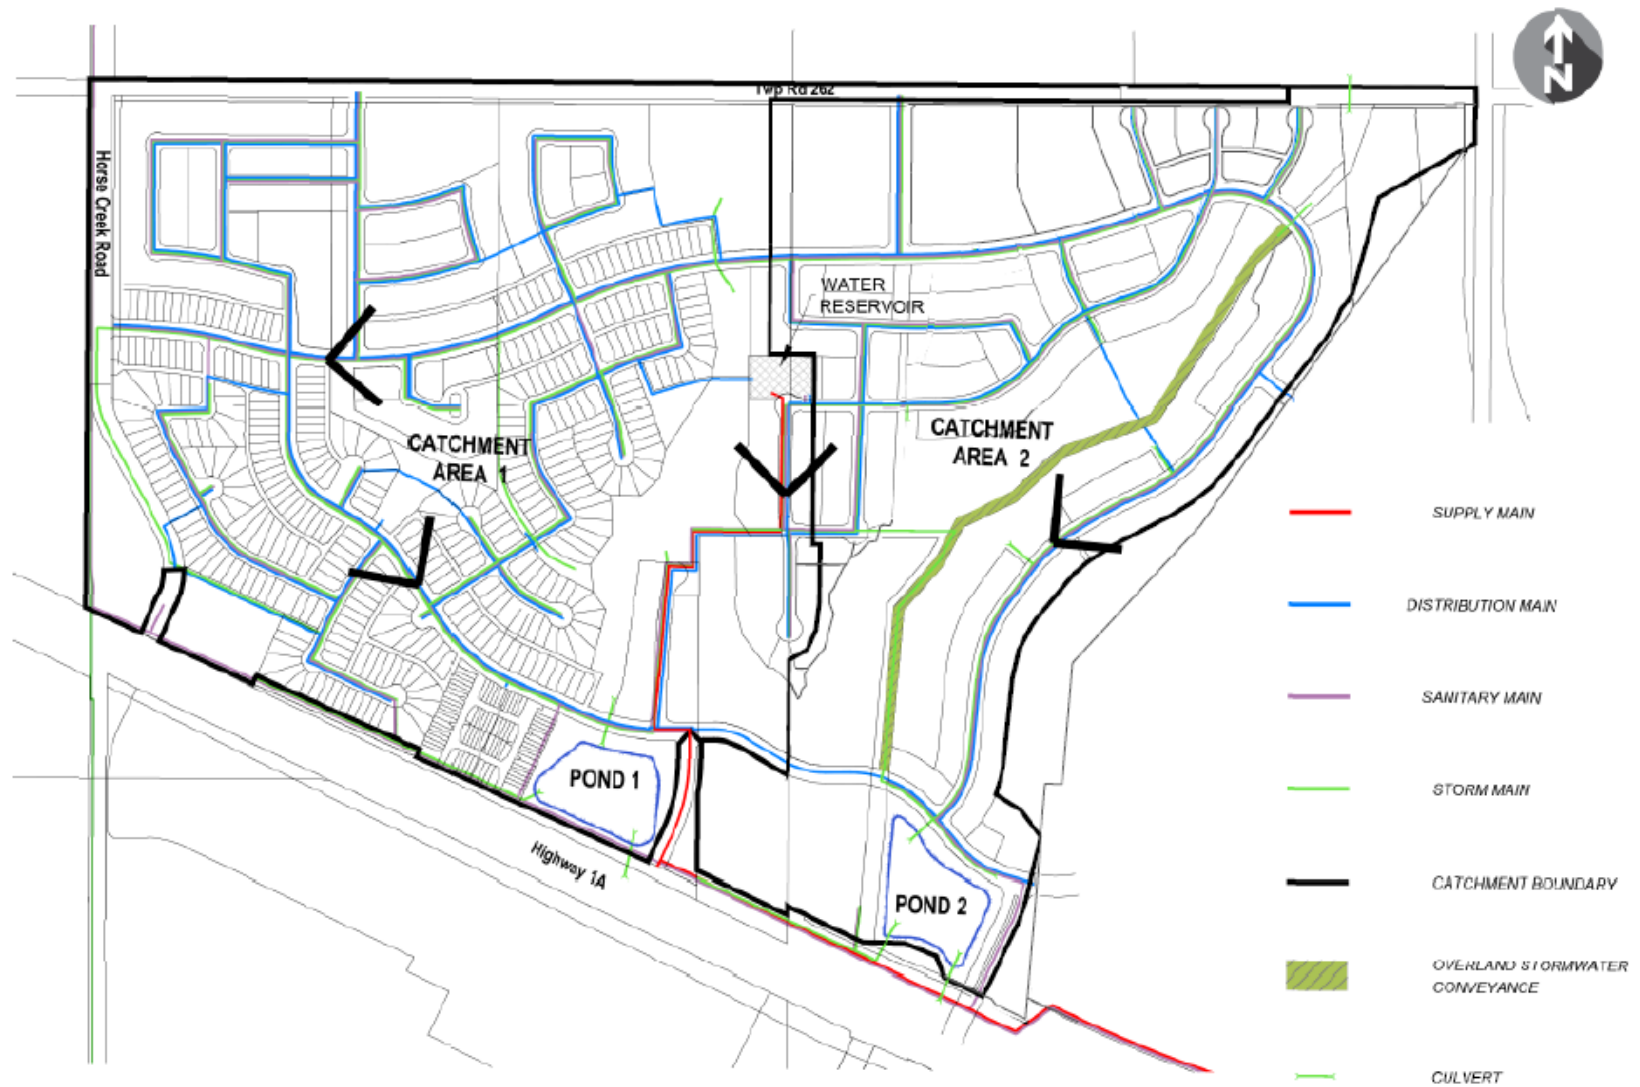 N
Twp Rd 262
Horse Creek Road
WATER
RESERVOIR
CATCHMENT
AREA 1
CATCHMENT
AREA 2
POND 1
POND 2
Highway 1A
SUPPLY MAIN
DISTRIBUTION MAIN
SANITARY MAIN
STORM MAIN
CATCHMENT BOUNDARY
OVERLAND STORMWATER
CONVEYANCE
CULVERT